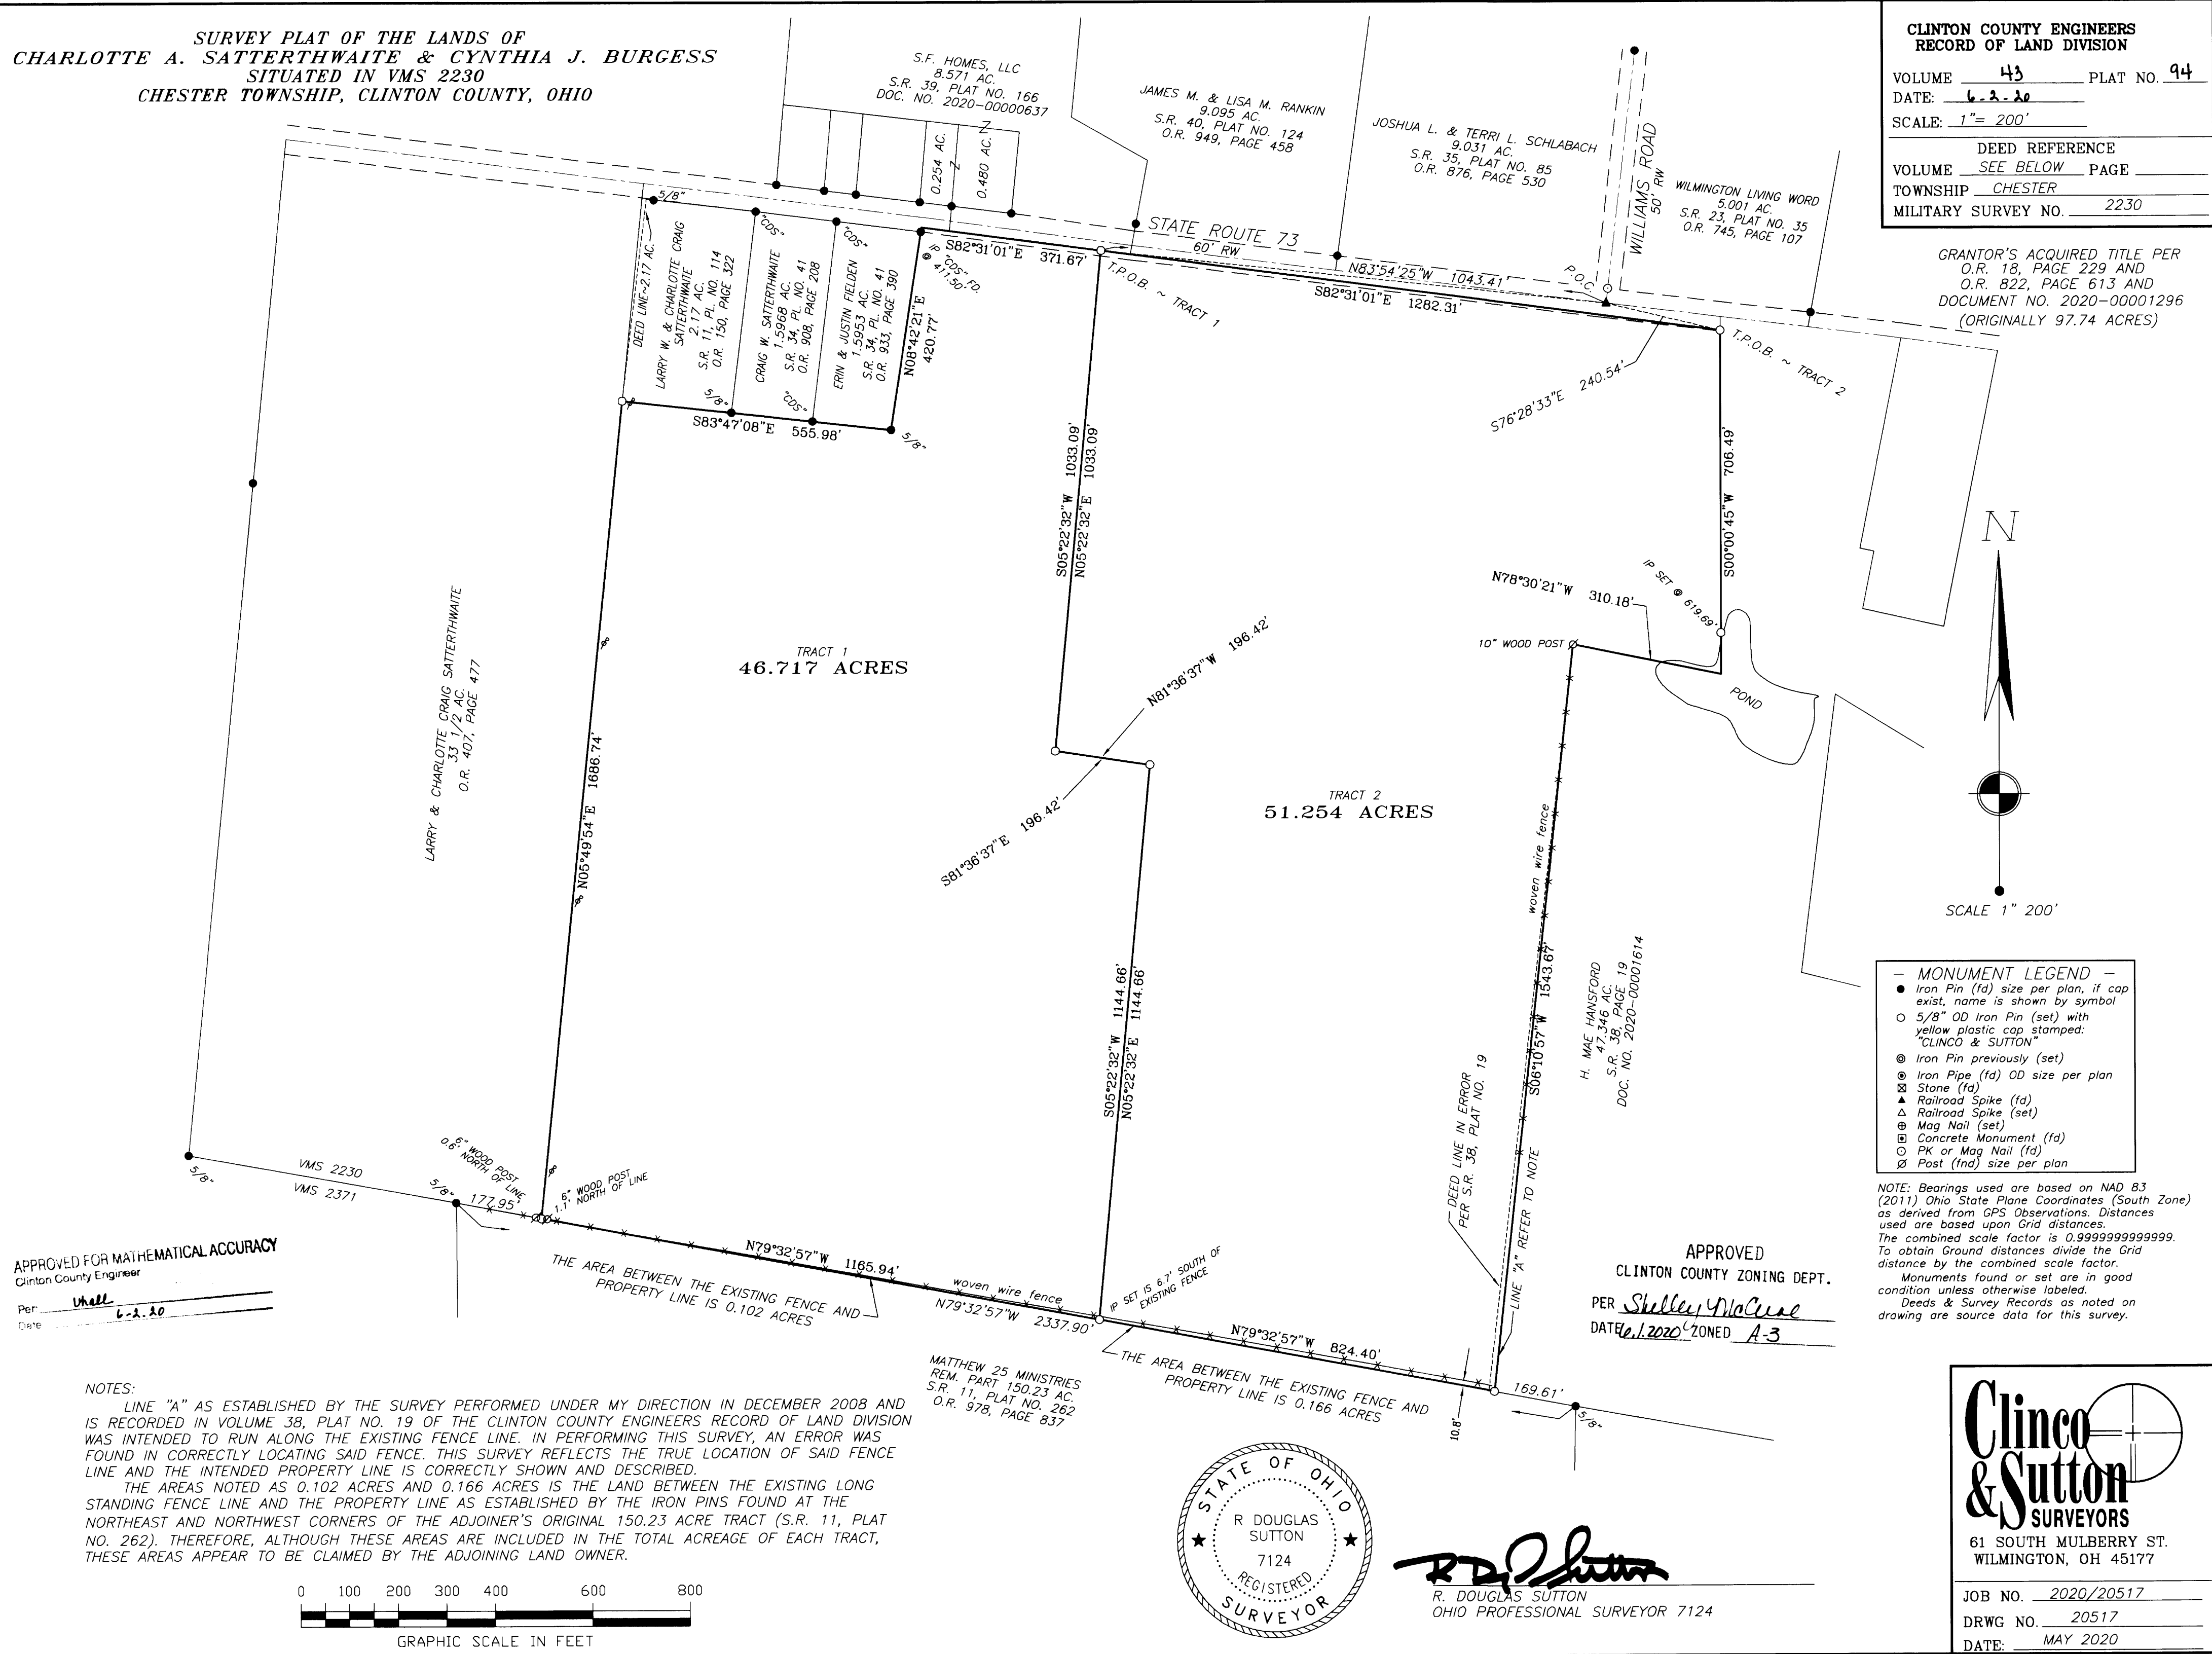 SURVEY PLAT OF THE LANDS OF
CHARLOTTE A. SATTERTHWAITE & CYNTHIA J. BURGESS
SITUATED IN VMS 2230
CHESTER TOWNSHIP, CLINTON COUNTY, OHIO
CLINTON COUNTY ENGINEERS
RECORD OF LAND DIVISION
VOLUME 43 PLAT NO. 94
DATE: 6-2-20
SCALE: 1"= 200'
DEED REFERENCE
VOLUME SEE BELOW PAGE
TOWNSHIP CHESTER
MILITARY SURVEY NO. 2230
GRANTOR'S ACQUIRED TITLE PER
O.R. 18, PAGE 229 AND
O.R. 822, PAGE 613 AND
DOCUMENT NO. 2020-00001296
(ORIGINALLY 97.74 ACRES)
S.F. HOMES, LLC
8.571 AC.
S.R. 39, PLAT NO. 166
DOC. NO. 2020-00000637
0.254 AC.
Z
Z
0.480 AC.
JAMES M. & LISA M. RANKIN
9.095 AC.
S.R. 40, PLAT NO. 124
O.R. 949, PAGE 458
JOSHUA L. & TERRI L. SCHLABACH
9.031 AC.
S.R. 35, PLAT NO. 85
O.R. 876, PAGE 530
WILLIAMS ROAD
50' RW
WILMINGTON LIVING WORD
5.001 AC.
S.R. 23, PLAT NO. 35
O.R. 745, PAGE 107
STATE ROUTE 73
60' RW
N83°54'25"W 1043.41'
P.O.C.
S82°31'01"E 371.67'
S82°31'01"E 1282.31'
T.P.O.B. ~ TRACT 1
T.P.O.B. ~ TRACT 2
S76°28'33"E 240.54'
5/8"
DEED LINE~2.17 AC.
LARRY W. & CHARLOTTE CRAIG
SATTERTHWAITE
2.17 AC.
S.R. 11, PL. NO. 114
O.R. 150, PAGE 322
"CDS"
CRAIG W. SATTERTHWAITE
1.5968 AC.
S.R. 34, PL. NO. 41
O.R. 908, PAGE 208
"CDS"
ERIN & JUSTIN FIELDEN
1.5953 AC.
S.R. 34, PL. NO. 41
O.R. 933, PAGE 390
IP "CDS" FD.
@ 411.50'
N08°42'21"E
420.77'
5/8"
"CDS"
S83°47'08"E 555.98'
5/8"
S05°22'32"W 1033.09'
N05°22'32"E 1033.09'
S00°00'45"W 706.49'
IP SET @ 619.69'
N78°30'21"W 310.18'
10" WOOD POST
POND
N
SCALE 1" 200'
TRACT 1
46.717 ACRES
N81°36'37"W 196.42'
S81°36'37"E 196.42'
TRACT 2
51.254 ACRES
LARRY & CHARLOTTE CRAIG SATTERTHWAITE
33 1/2 AC.
O.R. 407, PAGE 477
N05°49'54"E 1686.74'
woven wire fence
S06°10'57"W 1543.67'
H. MAE HANSFORD
47.346 AC.
S.R. 38, PAGE 19
DOC. NO. 2020-00001614
S05°22'32"W 1144.66'
N05°22'32"E 1144.66'
DEED LINE IN ERROR
PER S.R. 38, PLAT NO. 19
LINE "A" REFER TO NOTE
— MONUMENT LEGEND —
Iron Pin (fd) size per plan, if cap
exist, name is shown by symbol
5/8" OD Iron Pin (set) with
yellow plastic cap stamped:
"CLINCO & SUTTON"
Iron Pin previously (set)
Iron Pipe (fd) OD size per plan
Stone (fd)
Railroad Spike (fd)
Railroad Spike (set)
Mag Nail (set)
Concrete Monument (fd)
PK or Mag Nail (fd)
Post (fnd) size per plan
NOTE: Bearings used are based on NAD 83
(2011) Ohio State Plane Coordinates (South Zone)
as derived from GPS Observations. Distances
used are based upon Grid distances.
The combined scale factor is 0.9999999999999.
To obtain Ground distances divide the Grid
distance by the combined scale factor.
Monuments found or set are in good
condition unless otherwise labeled.
Deeds & Survey Records as noted on
drawing are source data for this survey.
5/8"
VMS 2230
VMS 2371
5/8"
177.95'
6" WOOD POST
0.6' NORTH OF LINE
6" WOOD POST
1.1' NORTH OF LINE
N79°32'57"W 1165.94'
THE AREA BETWEEN THE EXISTING FENCE AND
PROPERTY LINE IS 0.102 ACRES
woven wire fence
N79°32'57"W 2337.90'
IP SET IS 6.7' SOUTH OF
EXISTING FENCE
N79°32'57"W 824.40'
THE AREA BETWEEN THE EXISTING FENCE AND
PROPERTY LINE IS 0.166 ACRES
10.8'
169.61'
5/8"
MATTHEW 25 MINISTRIES
REM. PART 150.23 AC.
S.R. 11, PLAT NO. 262
O.R. 978, PAGE 837
APPROVED FOR MATHEMATICAL ACCURACY
Clinton County Engineer
Per
Date 6-2-20
APPROVED
CLINTON COUNTY ZONING DEPT.
PER Shelley McCune
DATE 6.1.2020 ZONED A-3
NOTES:
LINE "A" AS ESTABLISHED BY THE SURVEY PERFORMED UNDER MY DIRECTION IN DECEMBER 2008 AND
IS RECORDED IN VOLUME 38, PLAT NO. 19 OF THE CLINTON COUNTY ENGINEERS RECORD OF LAND DIVISION
WAS INTENDED TO RUN ALONG THE EXISTING FENCE LINE. IN PERFORMING THIS SURVEY, AN ERROR WAS
FOUND IN CORRECTLY LOCATING SAID FENCE. THIS SURVEY REFLECTS THE TRUE LOCATION OF SAID FENCE
LINE AND THE INTENDED PROPERTY LINE IS CORRECTLY SHOWN AND DESCRIBED.
THE AREAS NOTED AS 0.102 ACRES AND 0.166 ACRES IS THE LAND BETWEEN THE EXISTING LONG
STANDING FENCE LINE AND THE PROPERTY LINE AS ESTABLISHED BY THE IRON PINS FOUND AT THE
NORTHEAST AND NORTHWEST CORNERS OF THE ADJOINER'S ORIGINAL 150.23 ACRE TRACT (S.R. 11, PLAT
NO. 262). THEREFORE, ALTHOUGH THESE AREAS ARE INCLUDED IN THE TOTAL ACREAGE OF EACH TRACT,
THESE AREAS APPEAR TO BE CLAIMED BY THE ADJOINING LAND OWNER.
0 100 200 300 400 600 800
GRAPHIC SCALE IN FEET
STATE OF OHIO
R DOUGLAS
SUTTON
7124
REGISTERED
SURVEYOR
R. DOUGLAS SUTTON
OHIO PROFESSIONAL SURVEYOR 7124
Clinco
& Sutton
SURVEYORS
61 SOUTH MULBERRY ST.
WILMINGTON, OH 45177
JOB NO. 2020/20517
DRWG NO. 20517
DATE: MAY 2020